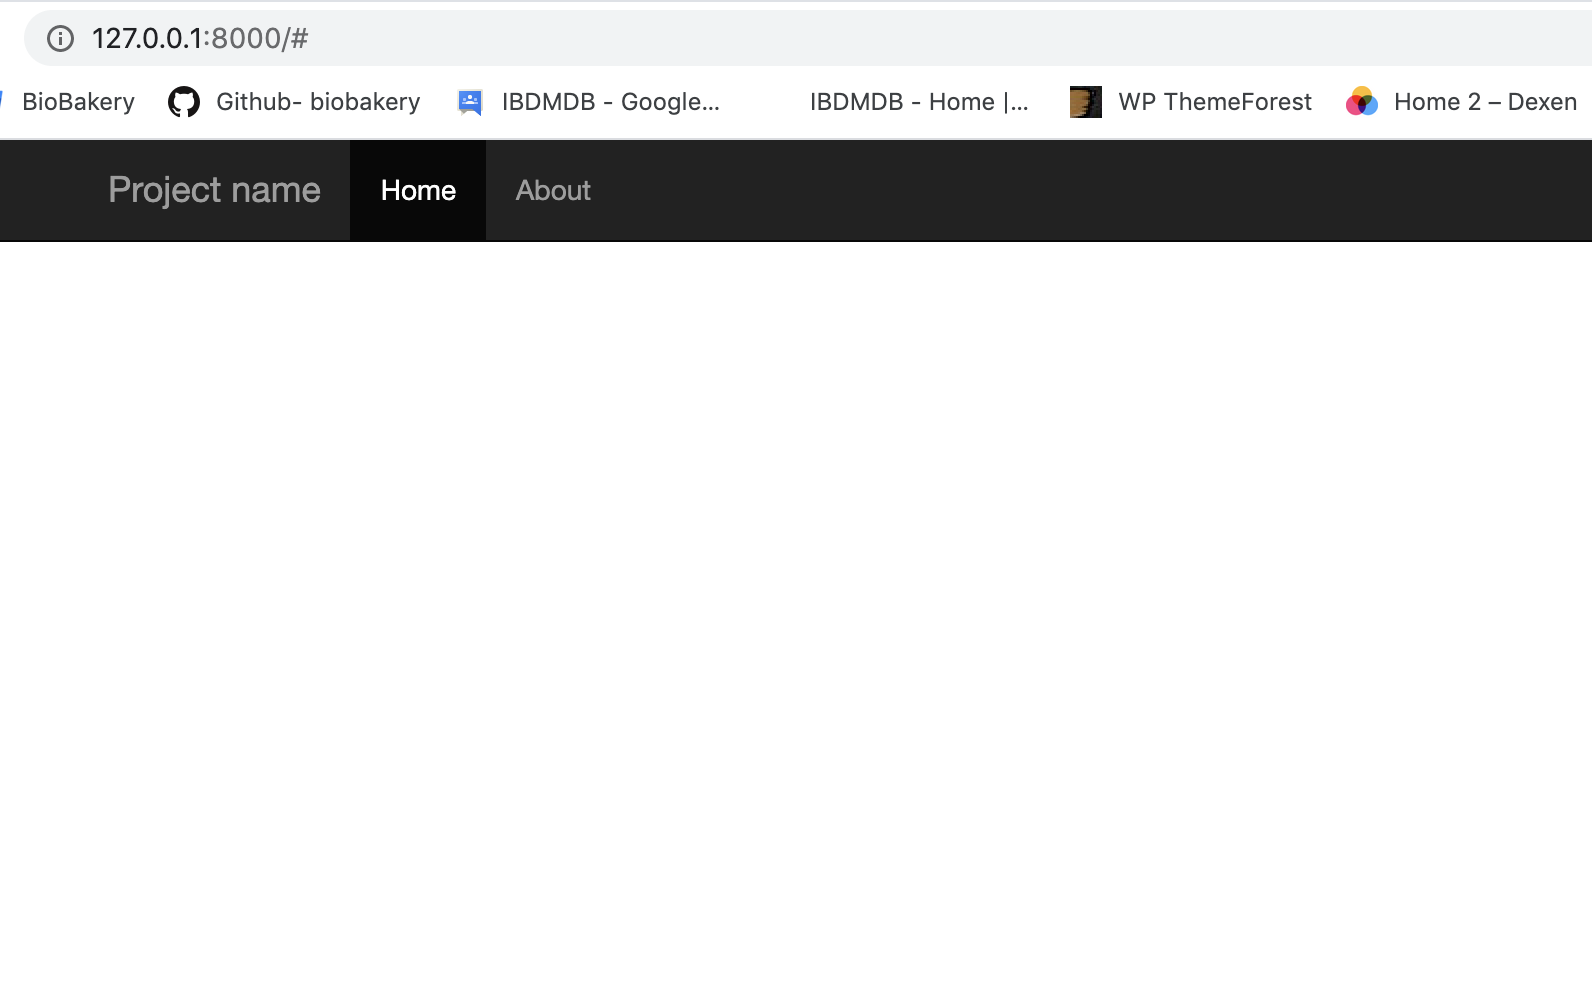 127.0.0.1:8000/#
BioBakery Github- biobakery IBDMDB - Google... IBDMDB - Home |... WP ThemeForest Home 2 – Dexen
Project name Home About